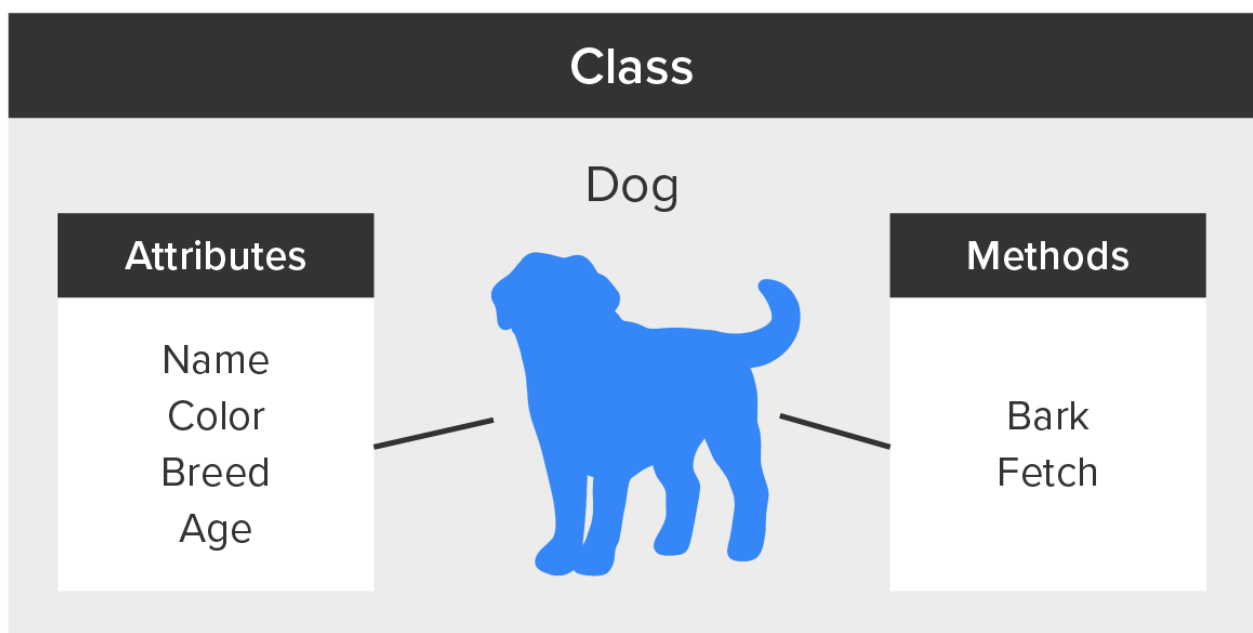 Class
Dog
Attributes
Name
Color
Breed
Age
Methods
Bark
Fetch